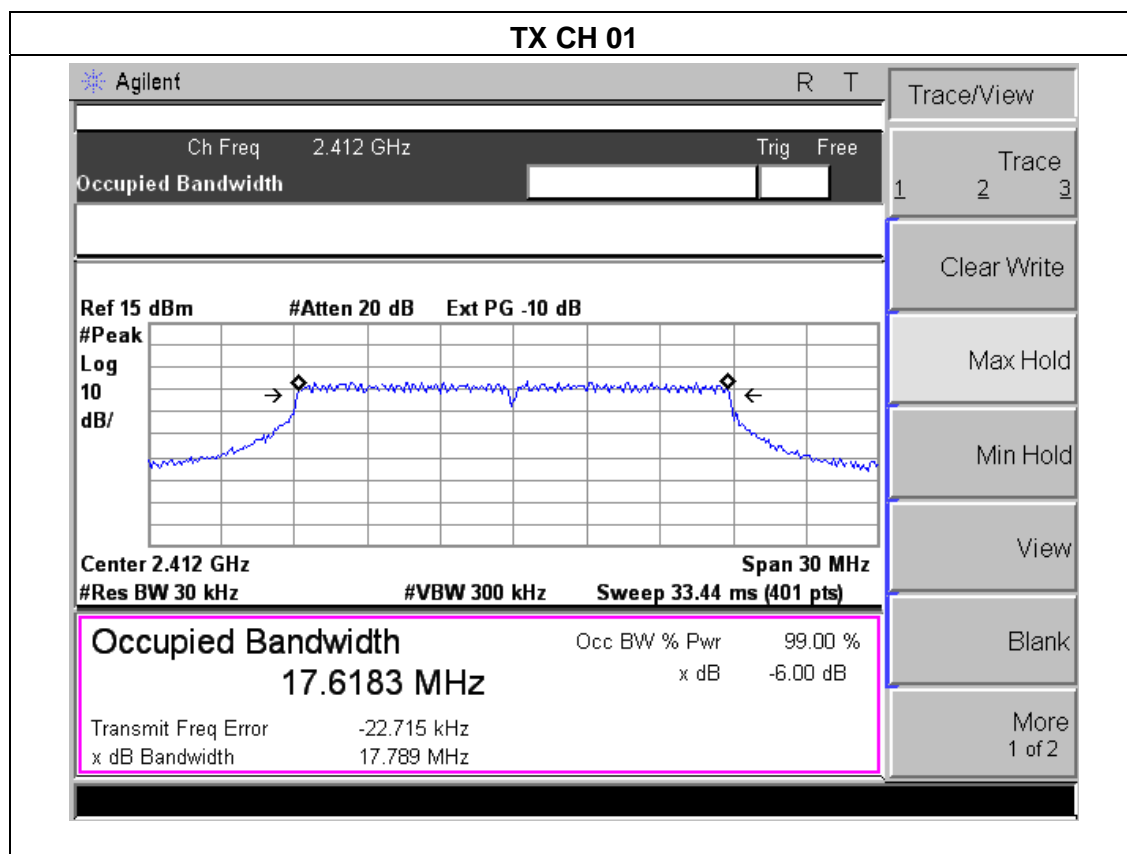 TX CH 01
Agilent R T
Trace/View
Ch Freq 2.412 GHz Trig Free
Occupied Bandwidth
Trace
1 2 3
Clear Write
Ref 15 dBm #Atten 20 dB Ext PG -10 dB
#Peak
Log
10
dB/
Max Hold
Min Hold
Center 2.412 GHz Span 30 MHz
#Res BW 30 kHz #VBW 300 kHz Sweep 33.44 ms (401 pts)
View
Occupied Bandwidth Occ BW % Pwr 99.00 %
17.6183 MHz x dB -6.00 dB
Blank
Transmit Freq Error -22.715 kHz
x dB Bandwidth 17.789 MHz
More
1 of 2